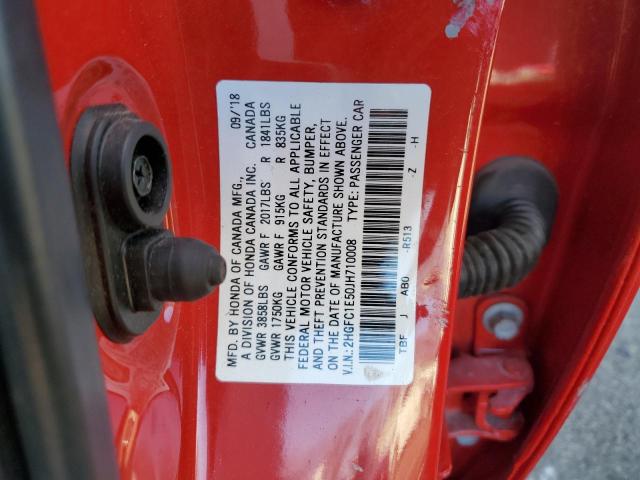 MFD. BY HONDA OF CANADA MFG., 09/'18
A DIVISION OF HONDA CANADA INC. CANADA
GVWR 3858LBS GAWR F 2017LBS R 1841LBS
GVWR 1750KG GAWR F 915KG R 835KG
THIS VEHICLE CONFORMS TO ALL APPLICABLE
FEDERAL MOTOR VEHICLE SAFETY, BUMPER,
AND THEFT PREVENTION STANDARDS IN EFFECT
ON THE DATE OF MANUFACTURE SHOWN ABOVE.
V.I.N.: 2HGFC1E50JH710008 TYPE: PASSENGER CAR
TBF J AB0 -R513 -Z -H